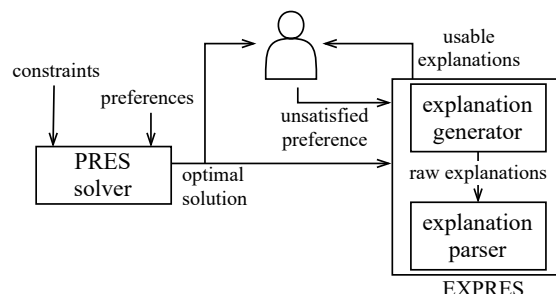 usable
explanations
constraints
preferences
explanation
generator
unsatisfied
preference
PRES
solver
optimal
solution
raw explanations
explanation
parser
EXPRES